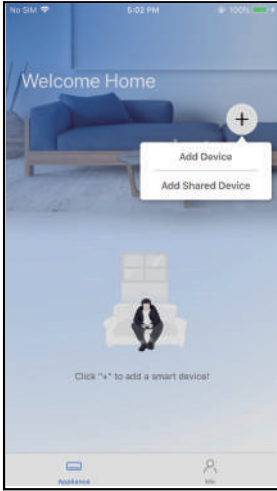 No SIM 5:02 PM 100%
Welcome Home
+
Add Device
Add Shared Device
Click "+" to add a smart device!
Appliance Me